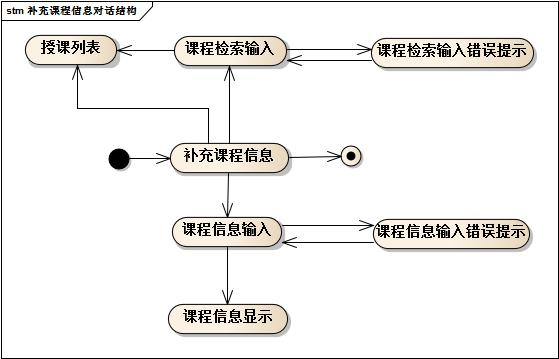 stm 补充课程信息对话结构
授课列表
课程检索输入
课程检索输入错误提示
补充课程信息
课程信息输入
课程信息输入错误提示
课程信息显示